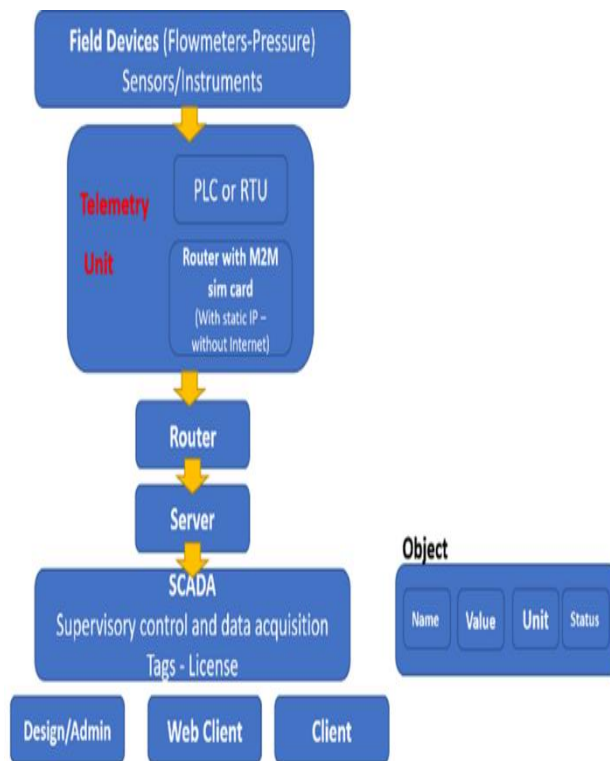 Field Devices (Flowmeters-Pressure)
Sensors/Instruments
Telemetry
Unit
PLC or RTU
Router with M2M
sim card
(With static IP –
without Internet)
Router
Server
SCADA
Supervisory control and data acquisition
Tags - License
Design/Admin
Web Client
Client
Object
Name
Value
Unit
Status